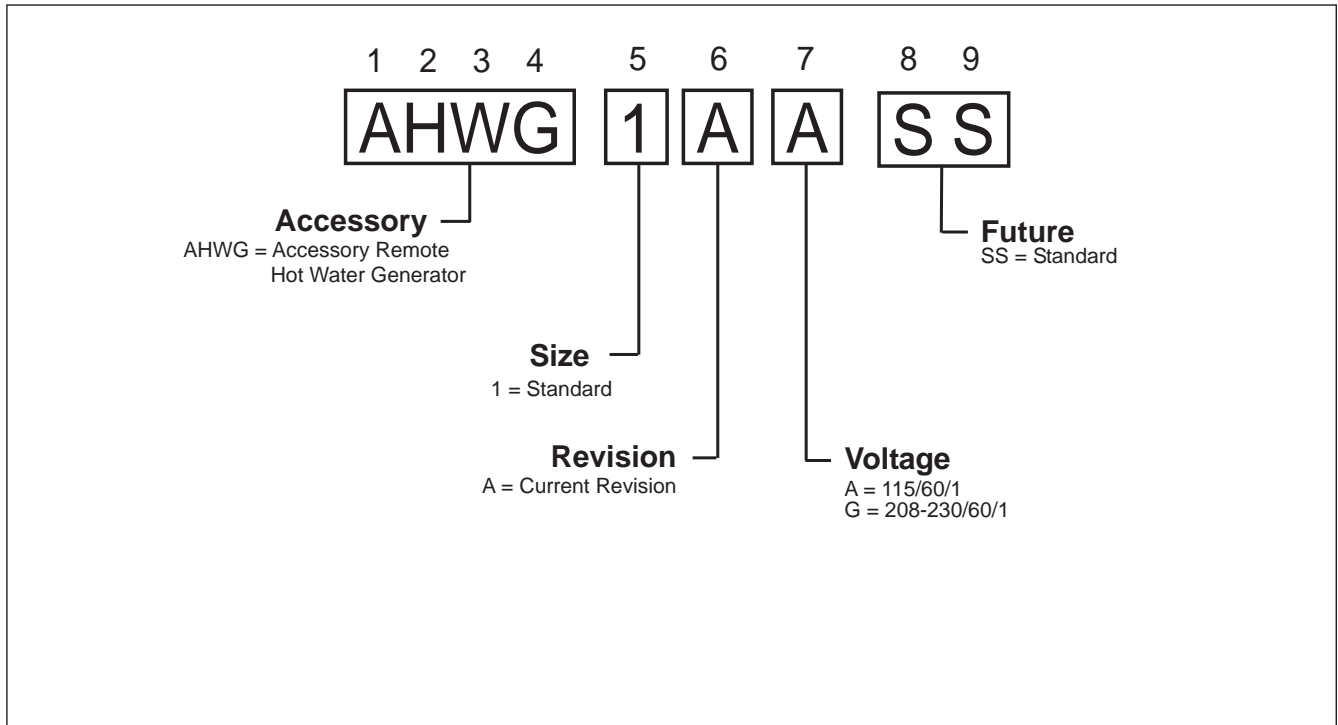 1 2 3 4 5 6 7 8 9
AHWG 1 A A S S
Accessory
AHWG = Accessory Remote
Hot Water Generator
Future
SS = Standard
Size
1 = Standard
Revision
A = Current Revision
Voltage
A = 115/60/1
G = 208-230/60/1